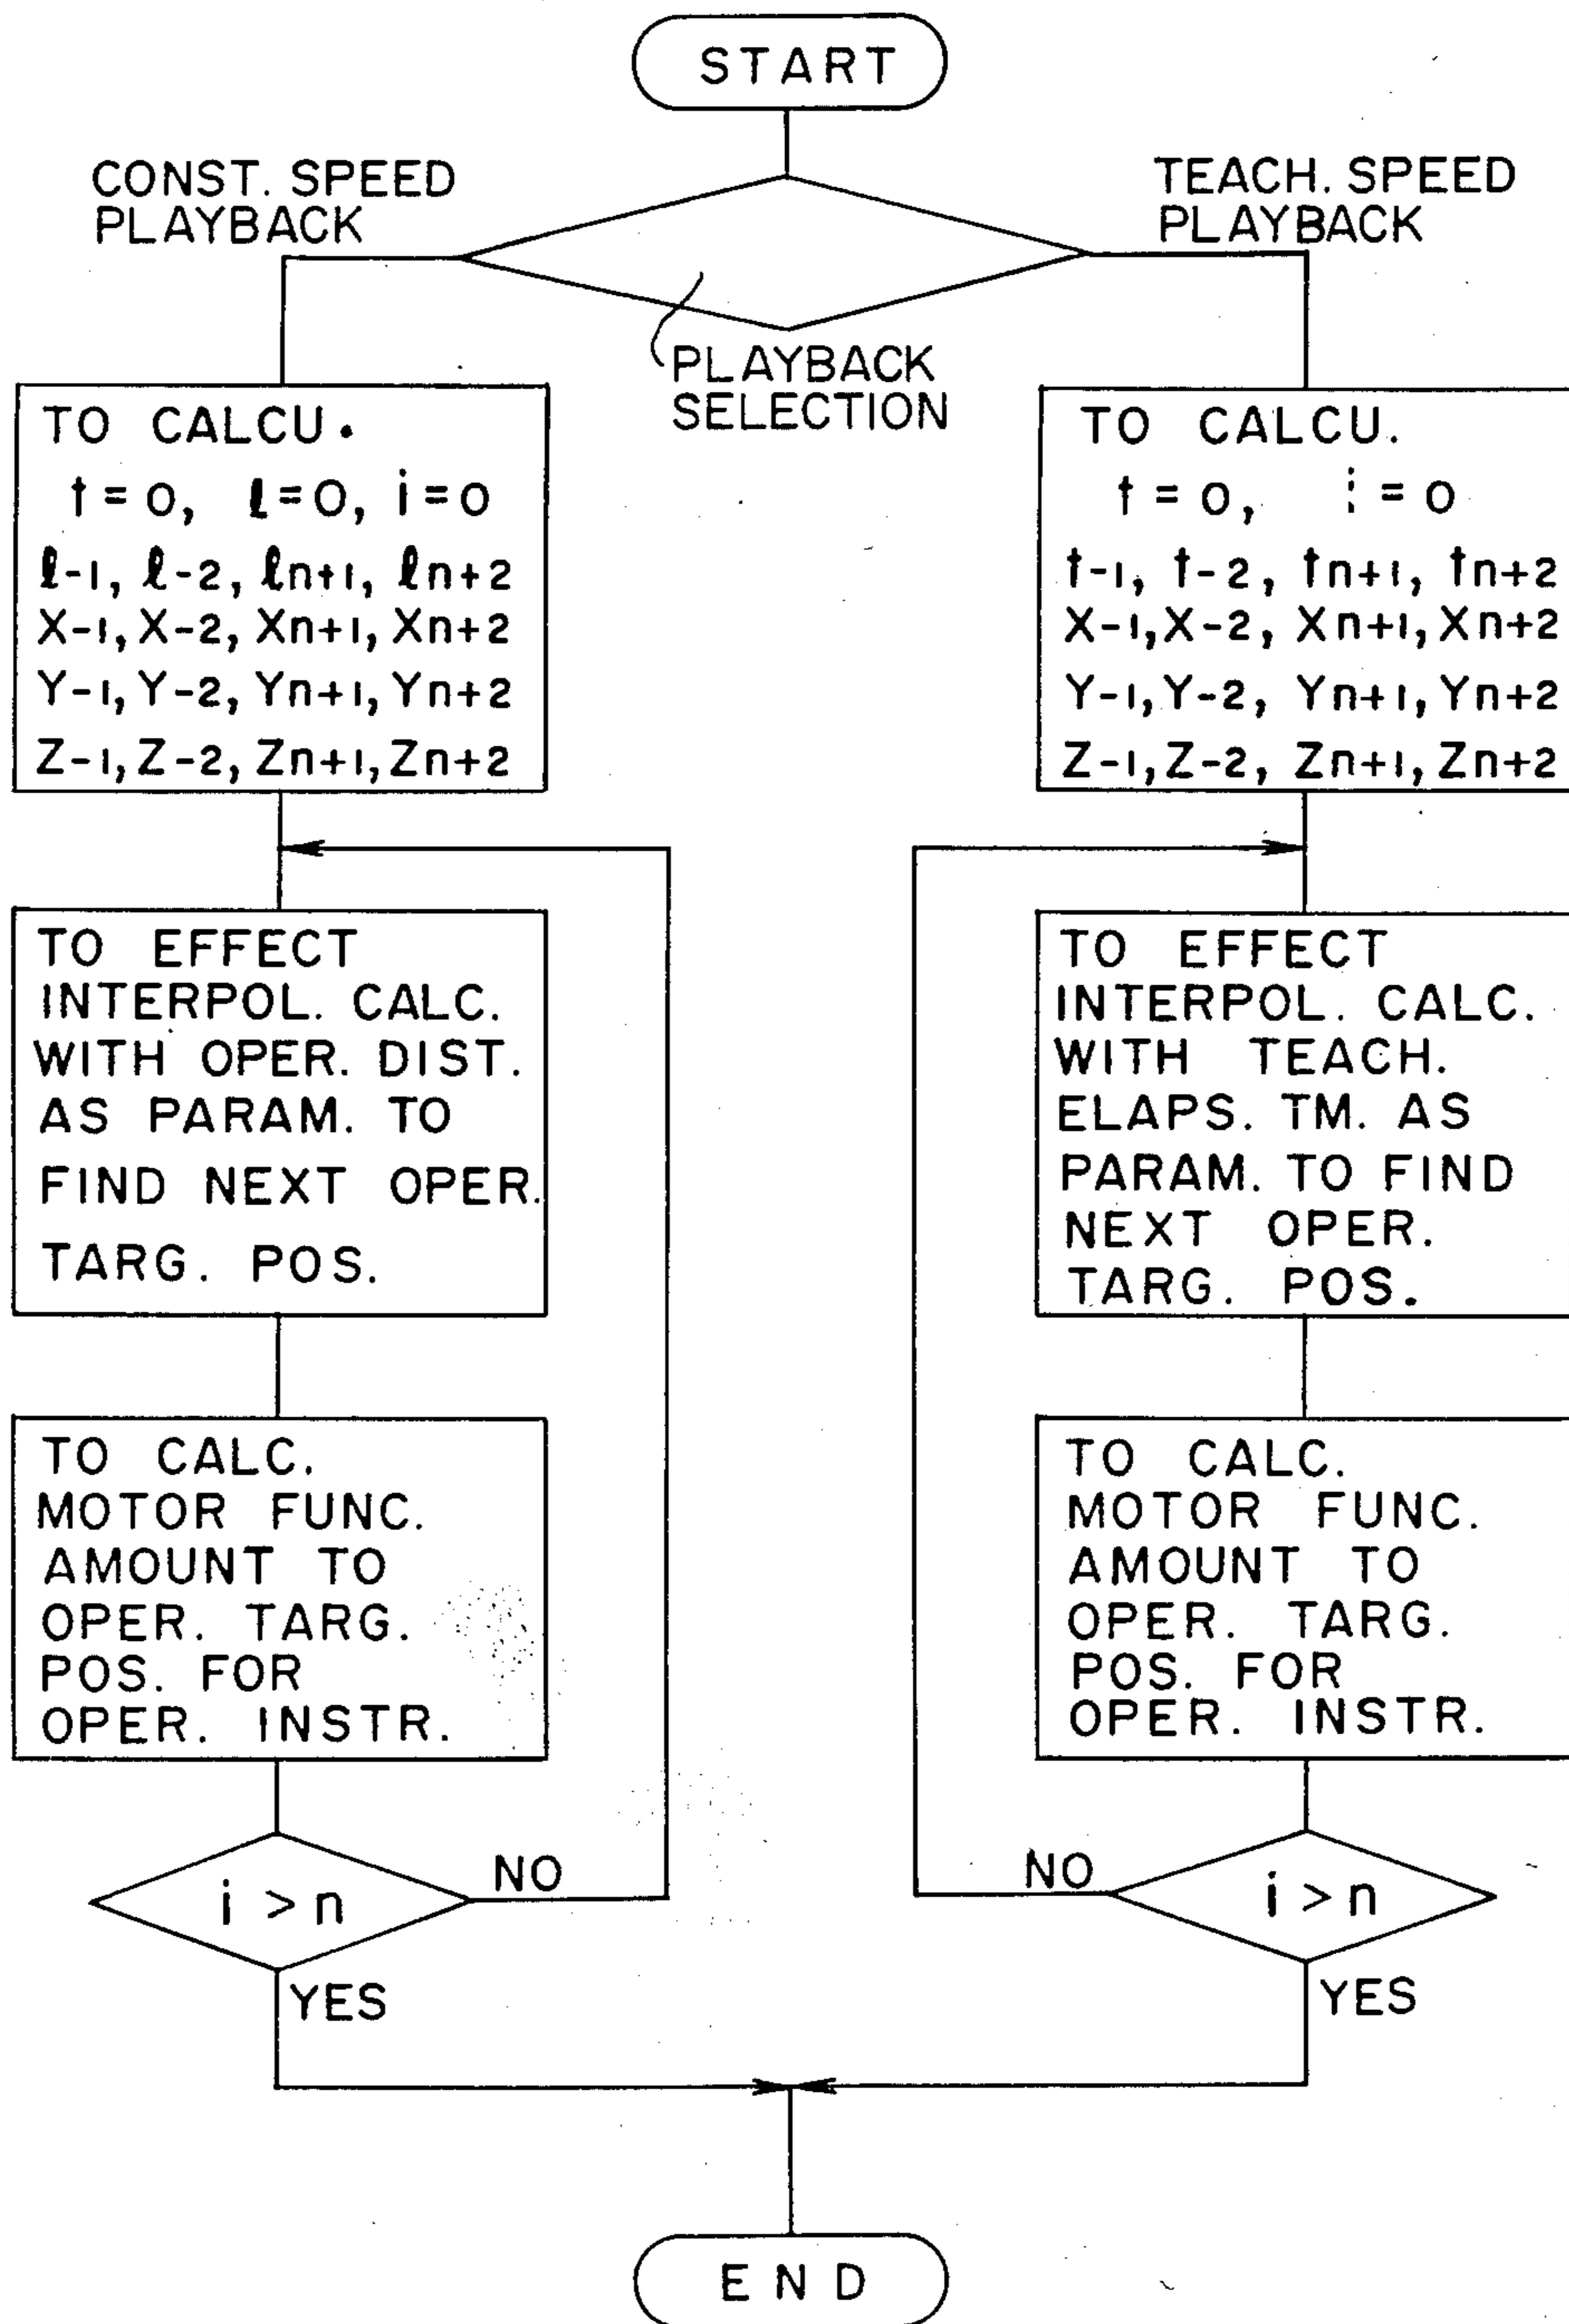 START
CONST. SPEED
PLAYBACK
TEACH. SPEED
PLAYBACK
PLAYBACK
SELECTION
TO CALCU.
t = 0, ℓ = 0, i = 0
ℓ-1, ℓ-2, ℓn+1, ℓn+2
X-1, X-2, Xn+1, Xn+2
Y-1, Y-2, Yn+1, Yn+2
Z-1, Z-2, Zn+1, Zn+2
TO EFFECT
INTERPOL. CALC.
WITH OPER. DIST.
AS PARAM. TO
FIND NEXT OPER.
TARG. POS.
TO CALC.
MOTOR FUNC.
AMOUNT TO
OPER. TARG.
POS. FOR
OPER. INSTR.
i > n
NO
YES
TO CALCU.
t = 0, i = 0
t-1, t-2, tn+1, tn+2
X-1, X-2, Xn+1, Xn+2
Y-1, Y-2, Yn+1, Yn+2
Z-1, Z-2, Zn+1, Zn+2
TO EFFECT
INTERPOL. CALC.
WITH TEACH.
ELAPS. TM. AS
PARAM. TO FIND
NEXT OPER.
TARG. POS.
TO CALC.
MOTOR FUNC.
AMOUNT TO
OPER. TARG.
POS. FOR
OPER. INSTR.
i > n
NO
YES
END